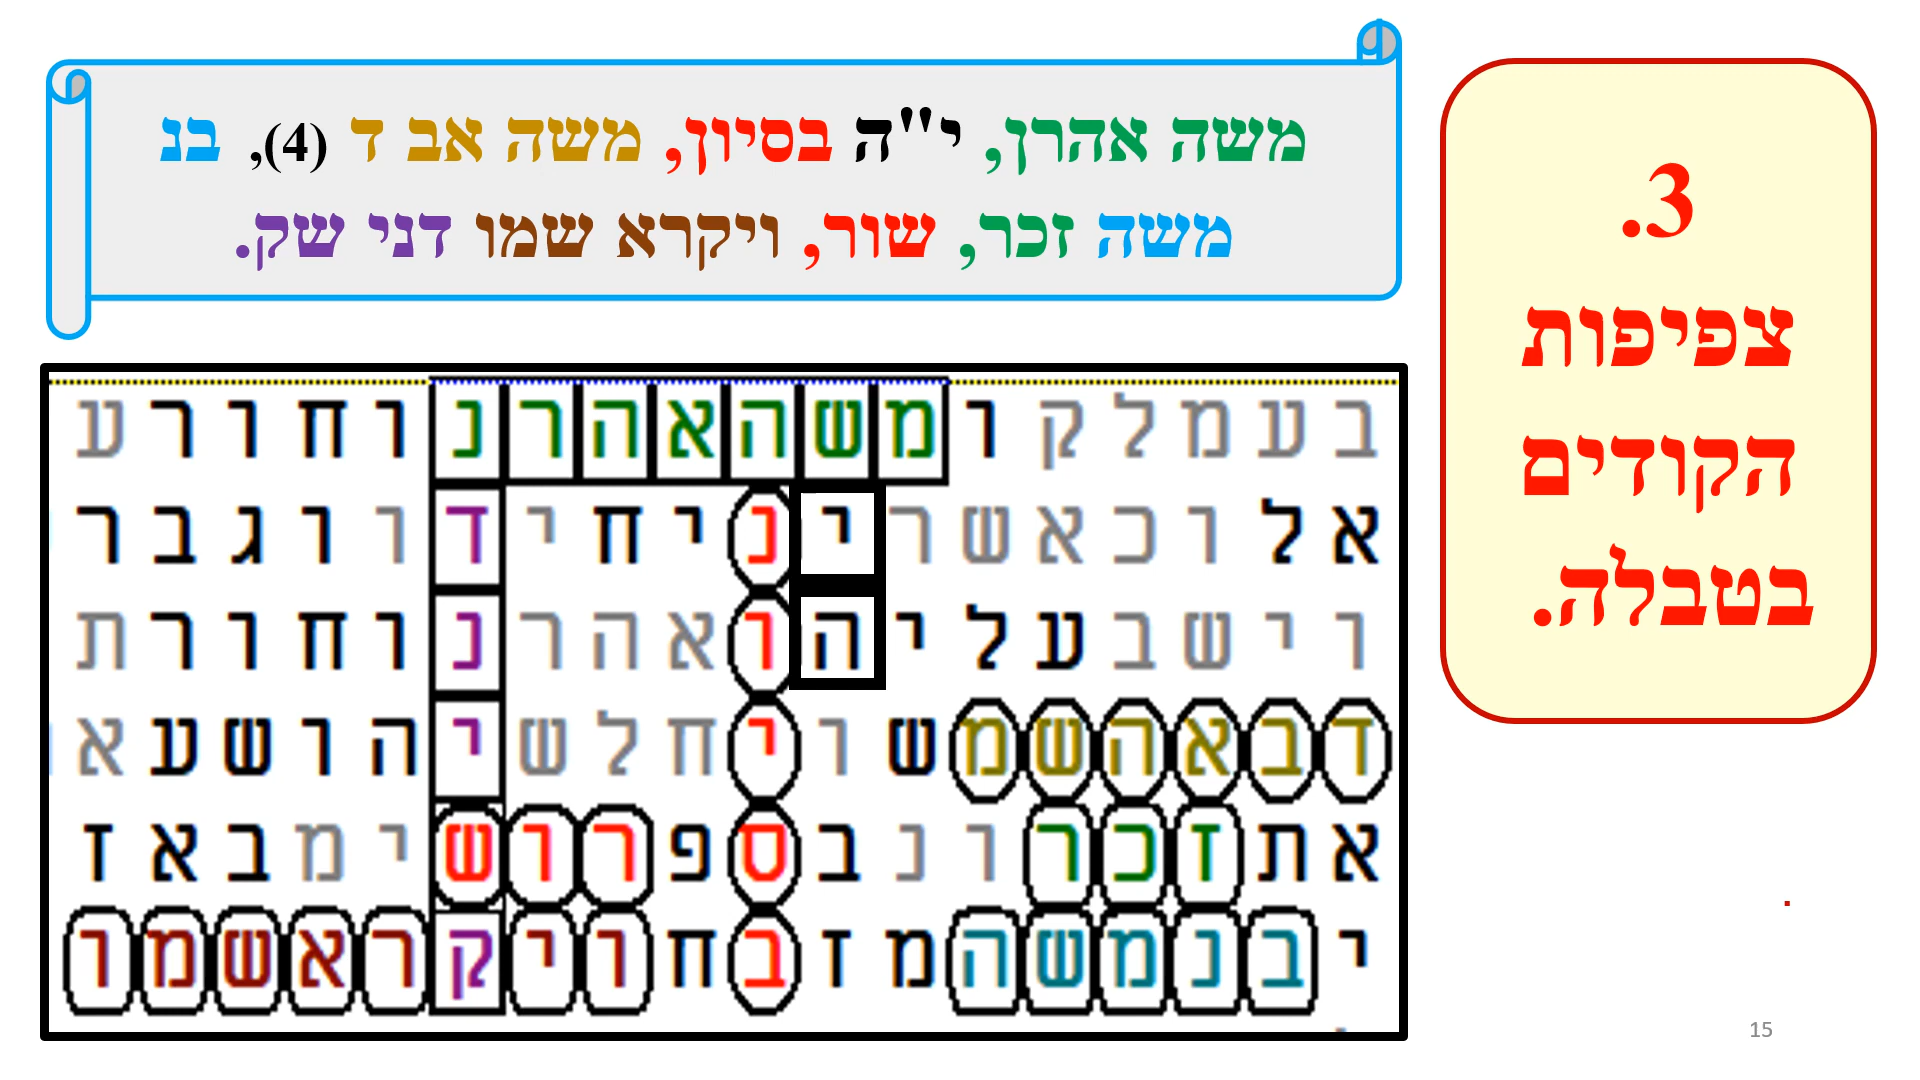 משה אהרן, י"ה בסיון, משה אב ד (4), בנ
משה זכר, שור, ויקרא שמו דני שק.
3.
צפיפות
הקודים
בטבלה.
ב ע מ ל ק ו מ ש ה א ה ר נ ו ח ו ר ע
א ל ו כ א ש ר י נ י ח י ד ו ו ג ב ר
ו י ש ב ע ל י ה ו א ה ר נ ו ח ו ר ת
ד ב א ה ש מ ש ו י ח ל ש י ה ו ש ע א
א ת ז כ ר ו נ ב ס פ ר ו ש י מ ב א ז
י ב נ מ ש ה מ ז ב ח ו י ק ר א ש מ ו
.
15